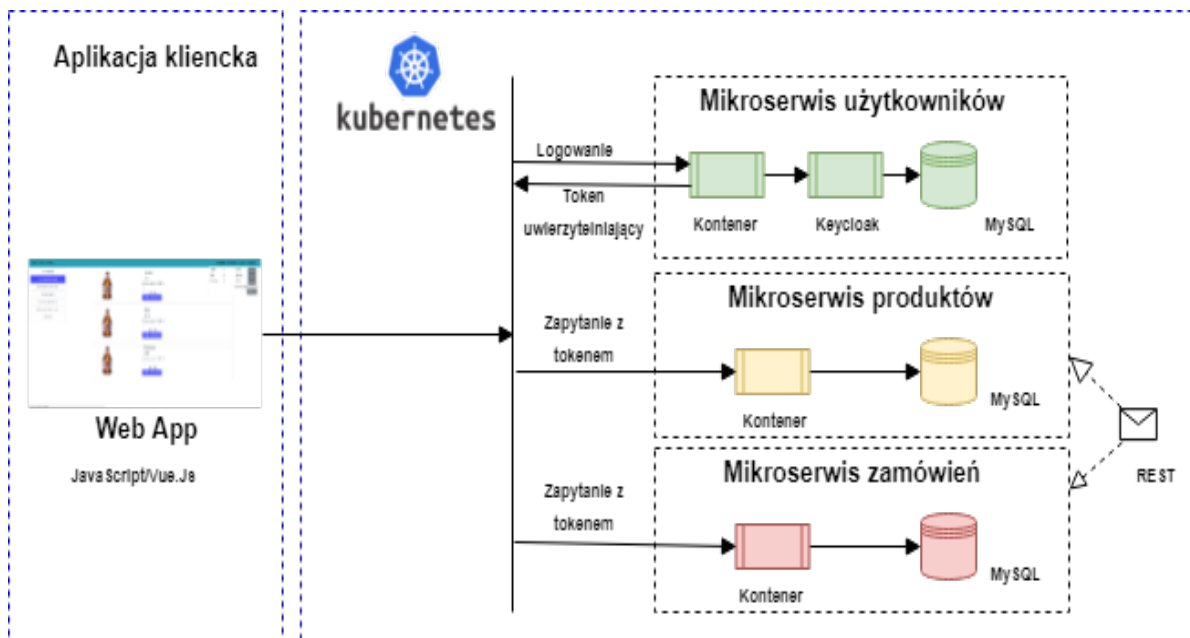 Aplikacja kliencka
kubernetes
Mikroserwis użytkowników
Logowanie
Token
uwierzytelniający
Kontener
Keycloak
MySQL
Mikroserwis produktów
Zapytanie z
tokenem
Kontener
MySQL
Web App
JavaScript/Vue.Js
REST
Mikroserwis zamówień
Zapytanie z
tokenem
Kontener
MySQL